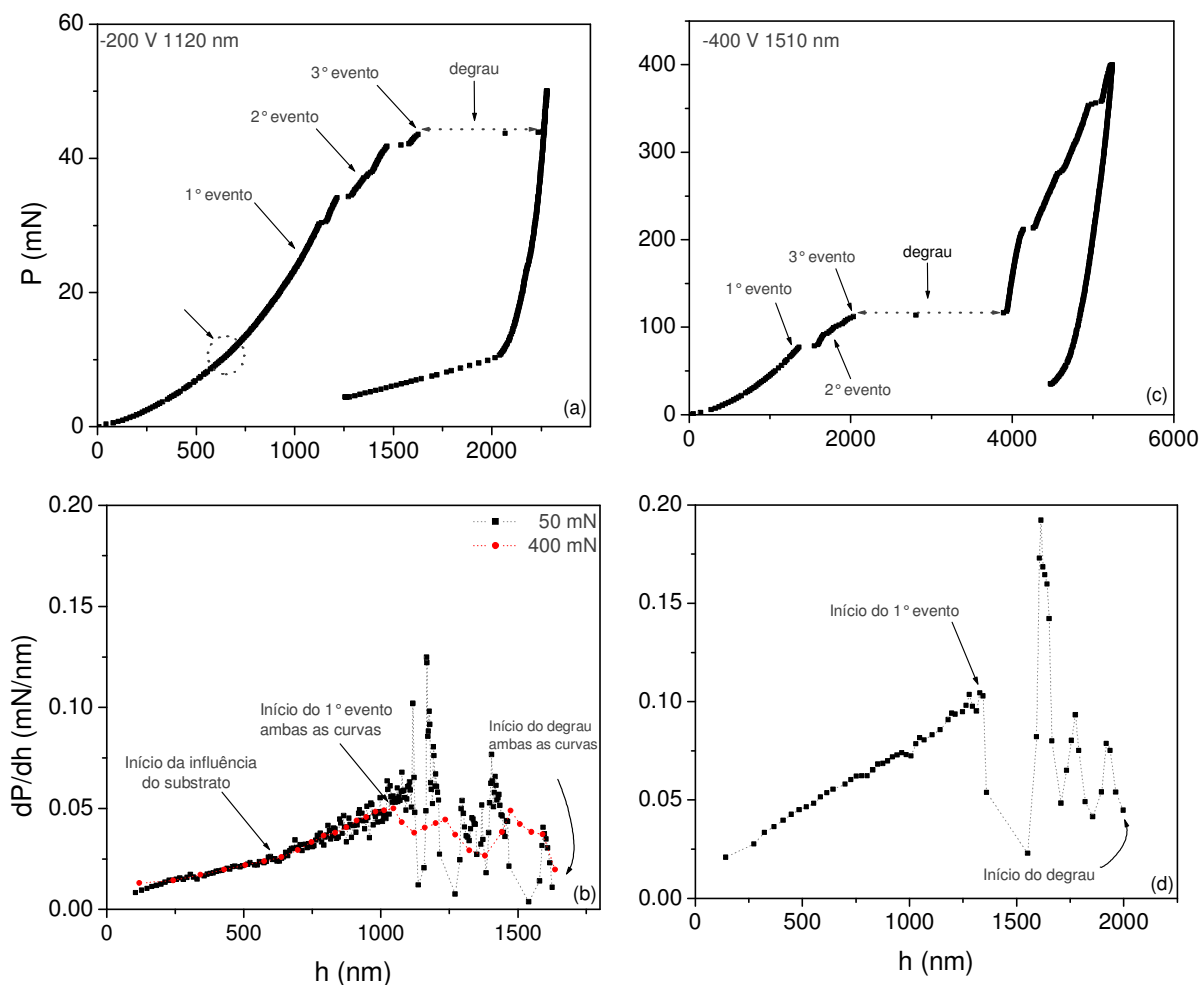 -200 V 1120 nm
3° evento
degrau
2° evento
1° evento
P (mN)
60
40
20
0
(a)
0
500
1000
1500
2000
-400 V 1510 nm
400
300
200
100
0
3° evento
degrau
1° evento
2° evento
(c)
0
2000
4000
6000
dP/dh (mN/nm)
0.20
0.15
0.10
0.05
0.00
50 mN
400 mN
Início do 1° evento
ambas as curvas
Início do degrau
ambas as curvas
Início da influência
do substrato
(b)
0
500
1000
1500
h (nm)
0.20
0.15
0.10
0.05
0.00
Início do 1° evento
Início do degrau
(d)
0
500
1000
1500
2000
h (nm)